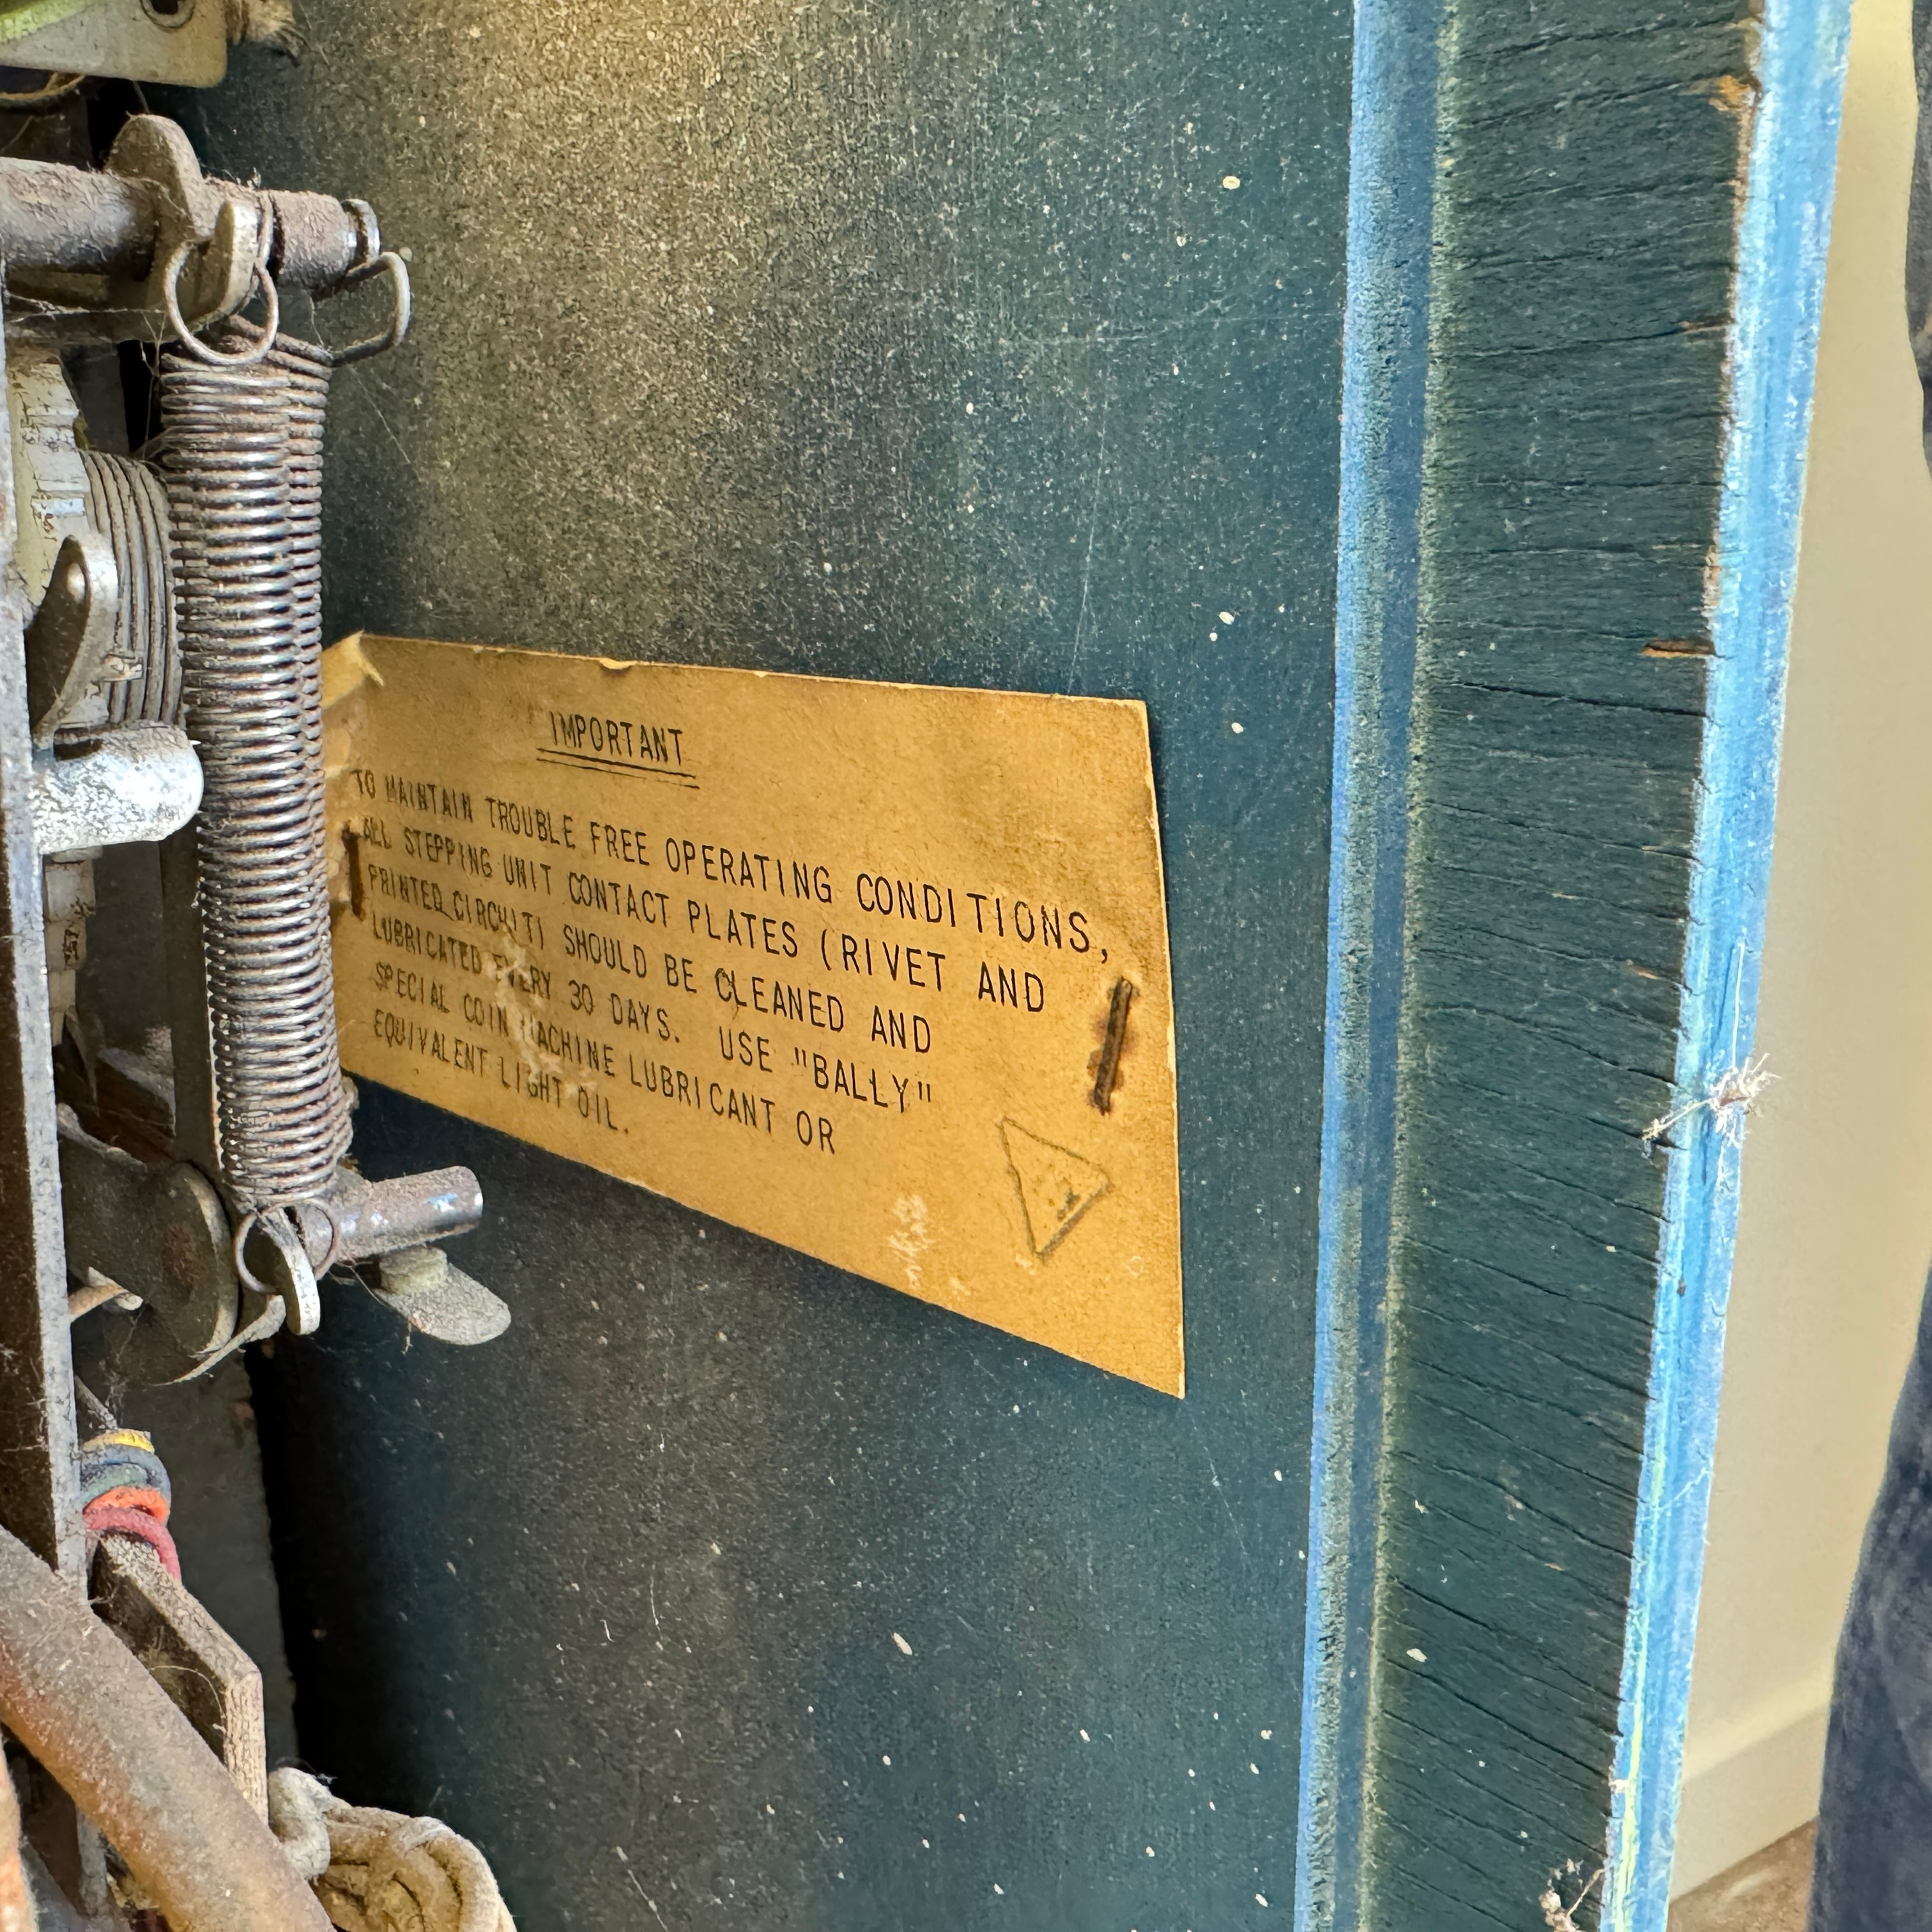 IMPORTANT
TO MAINTAIN TROUBLE FREE OPERATING CONDITIONS,
ALL STEPPING UNIT CONTACT PLATES (RIVET AND
PRINTED CIRCUIT) SHOULD BE CLEANED AND
LUBRICATED EVERY 30 DAYS. USE "BALLY"
SPECIAL COIN MACHINE LUBRICANT OR
EQUIVALENT LIGHT OIL.